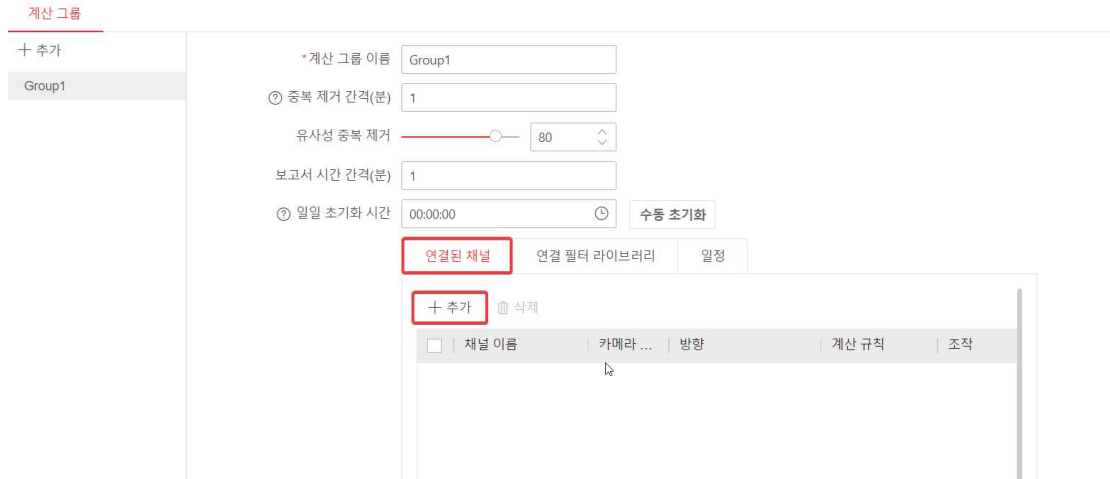 계산 그룹
추가
Group1
*계산 그룹 이름 Group1
중복 제거 간격(분) 1
유사성 중복 제거 80
보고서 시간 간격(분) 1
일일 초기화 시간 00:00:00 수동 초기화
연결된 채널 연결 필터 라이브러리 일정
추가 삭제
채널 이름 카메라 ... 방향 계산 규칙 조작